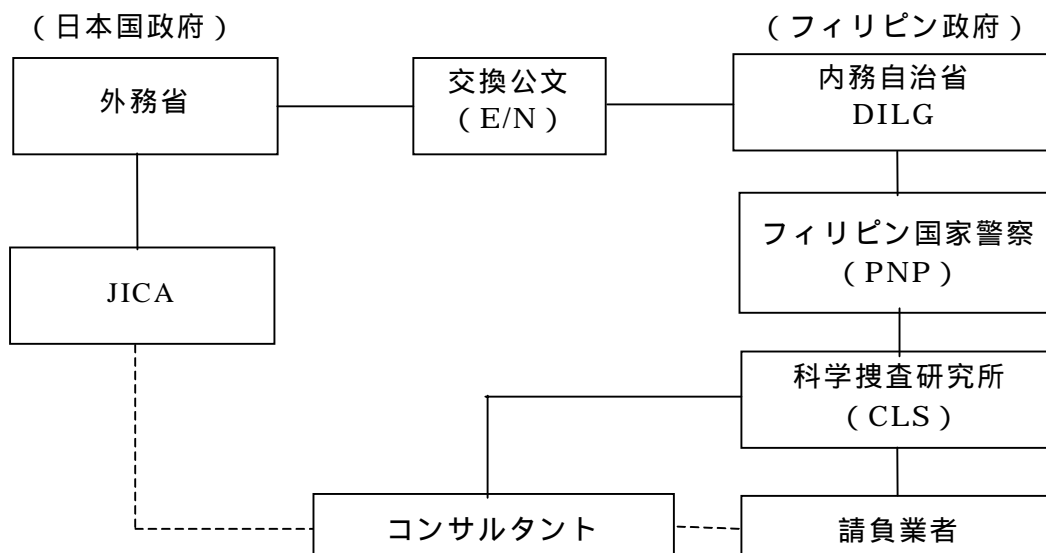 （日本国政府）
（フィリピン政府）
外務省
交換公文
（E/N）
内務自治省
DILG
フィリピン国家警察
（PNP）
JICA
科学捜査研究所
（CLS）
コンサルタント
請負業者